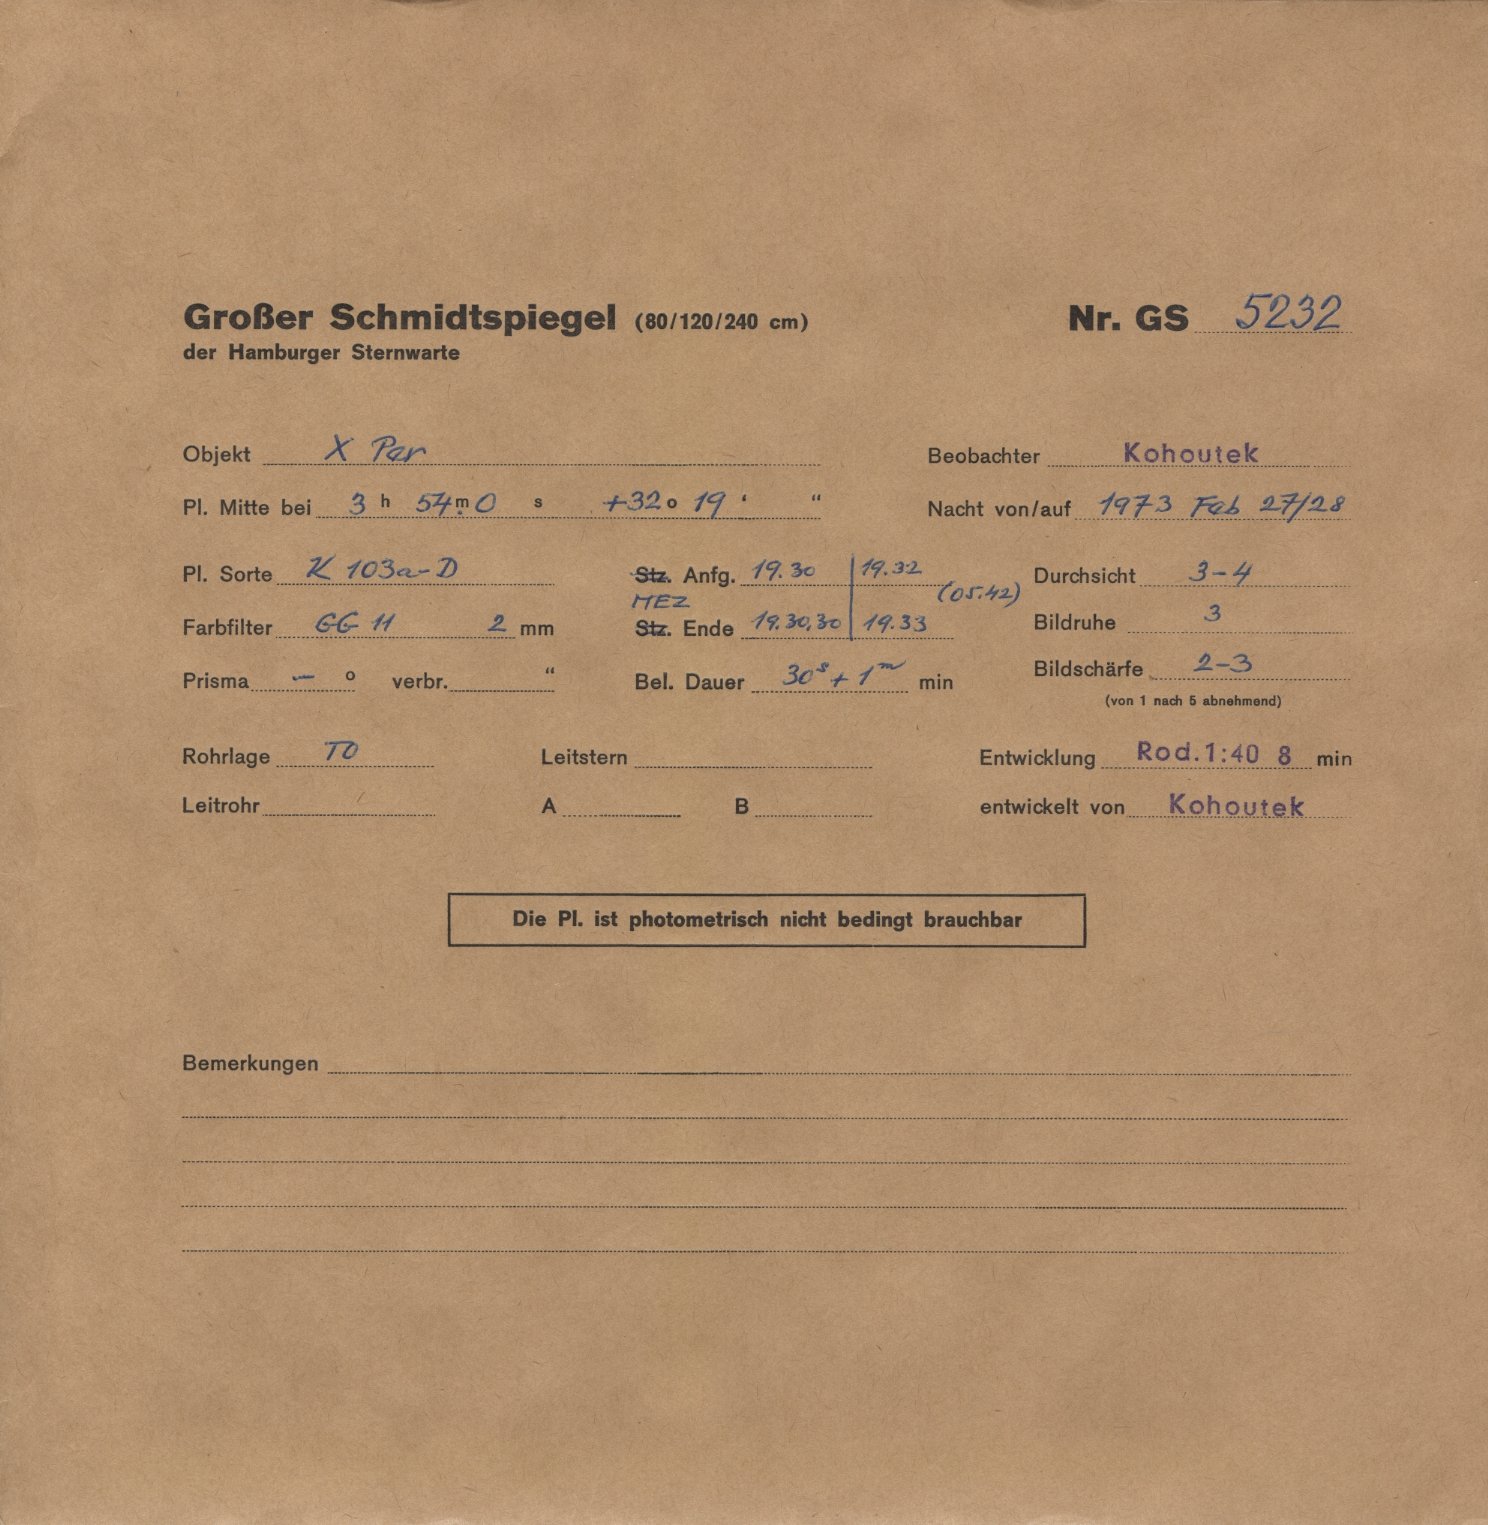 Großer Schmidtspiegel (80/120/240 cm) Nr. GS 5232
der Hamburger Sternwarte
Objekt X Per Beobachter Kohoutek
Pl. Mitte bei 3 h 54 m.0 s +32 o 19 ' “ Nacht von/auf 1973 Feb 27/28
Pl. Sorte K 103a-D Stz. Anfg. 19.30 | 19.32 (05.42) Durchsicht 3-4
MEZ
Farbfilter GG 11 2 mm Stz. Ende 19.30,30 | 19.33 Bildruhe 3
Prisma — o verbr. “ Bel. Dauer 30s + 1m min Bildschärfe 2-3
(von 1 nach 5 abnehmend)
Rohrlage TO Leitstern Entwicklung Rod.1:40 8 min
Leitrohr A B entwickelt von Kohoutek
Die Pl. ist photometrisch nicht bedingt brauchbar
Bemerkungen